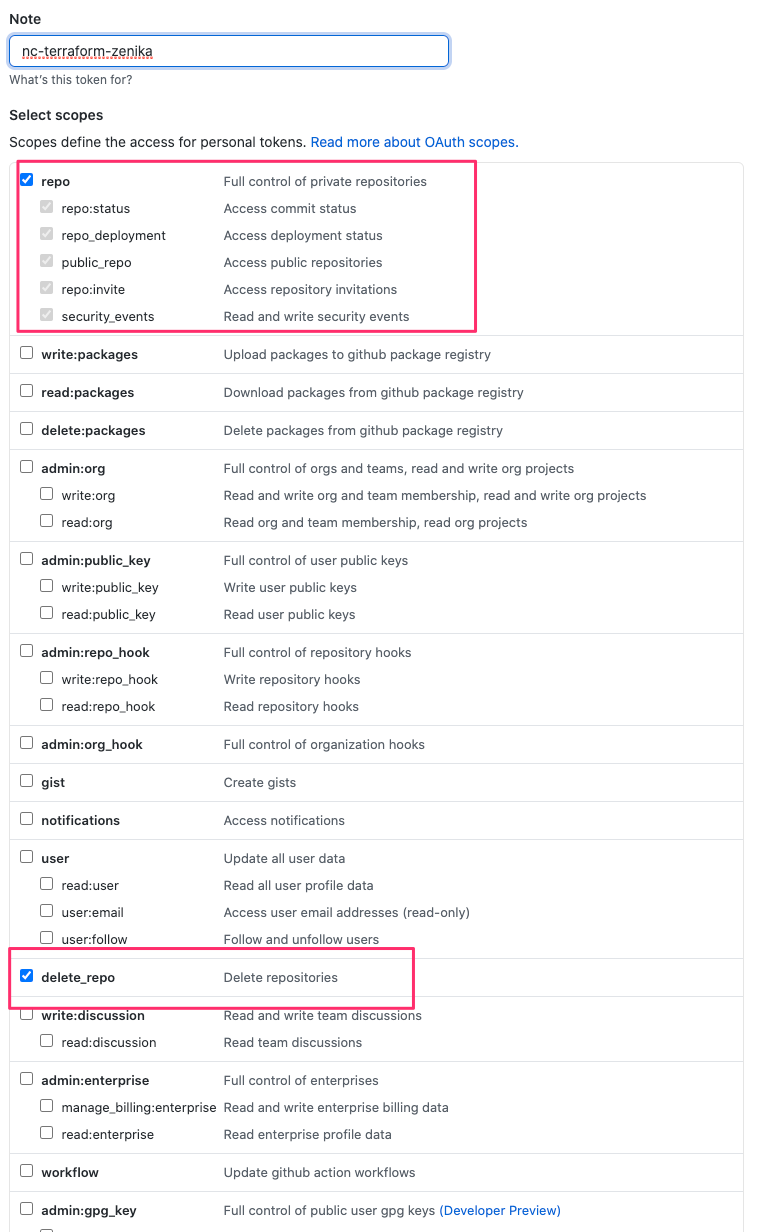 Note
nc-terraform-zenika
What's this token for?
Select scopes
Scopes define the access for personal tokens. Read more about OAuth scopes.
repo Full control of private repositories
repo:status Access commit status
repo_deployment Access deployment status
public_repo Access public repositories
repo:invite Access repository invitations
security_events Read and write security events
write:packages Upload packages to github package registry
read:packages Download packages from github package registry
delete:packages Delete packages from github package registry
admin:org Full control of orgs and teams, read and write org projects
write:org Read and write org and team membership, read and write org projects
read:org Read org and team membership, read org projects
admin:public_key Full control of user public keys
write:public_key Write user public keys
read:public_key Read user public keys
admin:repo_hook Full control of repository hooks
write:repo_hook Write repository hooks
read:repo_hook Read repository hooks
admin:org_hook Full control of organization hooks
gist Create gists
notifications Access notifications
user Update all user data
read:user Read all user profile data
user:email Access user email addresses (read-only)
user:follow Follow and unfollow users
delete_repo Delete repositories
write:discussion Read and write team discussions
read:discussion Read team discussions
admin:enterprise Full control of enterprises
manage_billing:enterprise Read and write enterprise billing data
read:enterprise Read enterprise profile data
workflow Update github action workflows
admin:gpg_key Full control of public user gpg keys (Developer Preview)